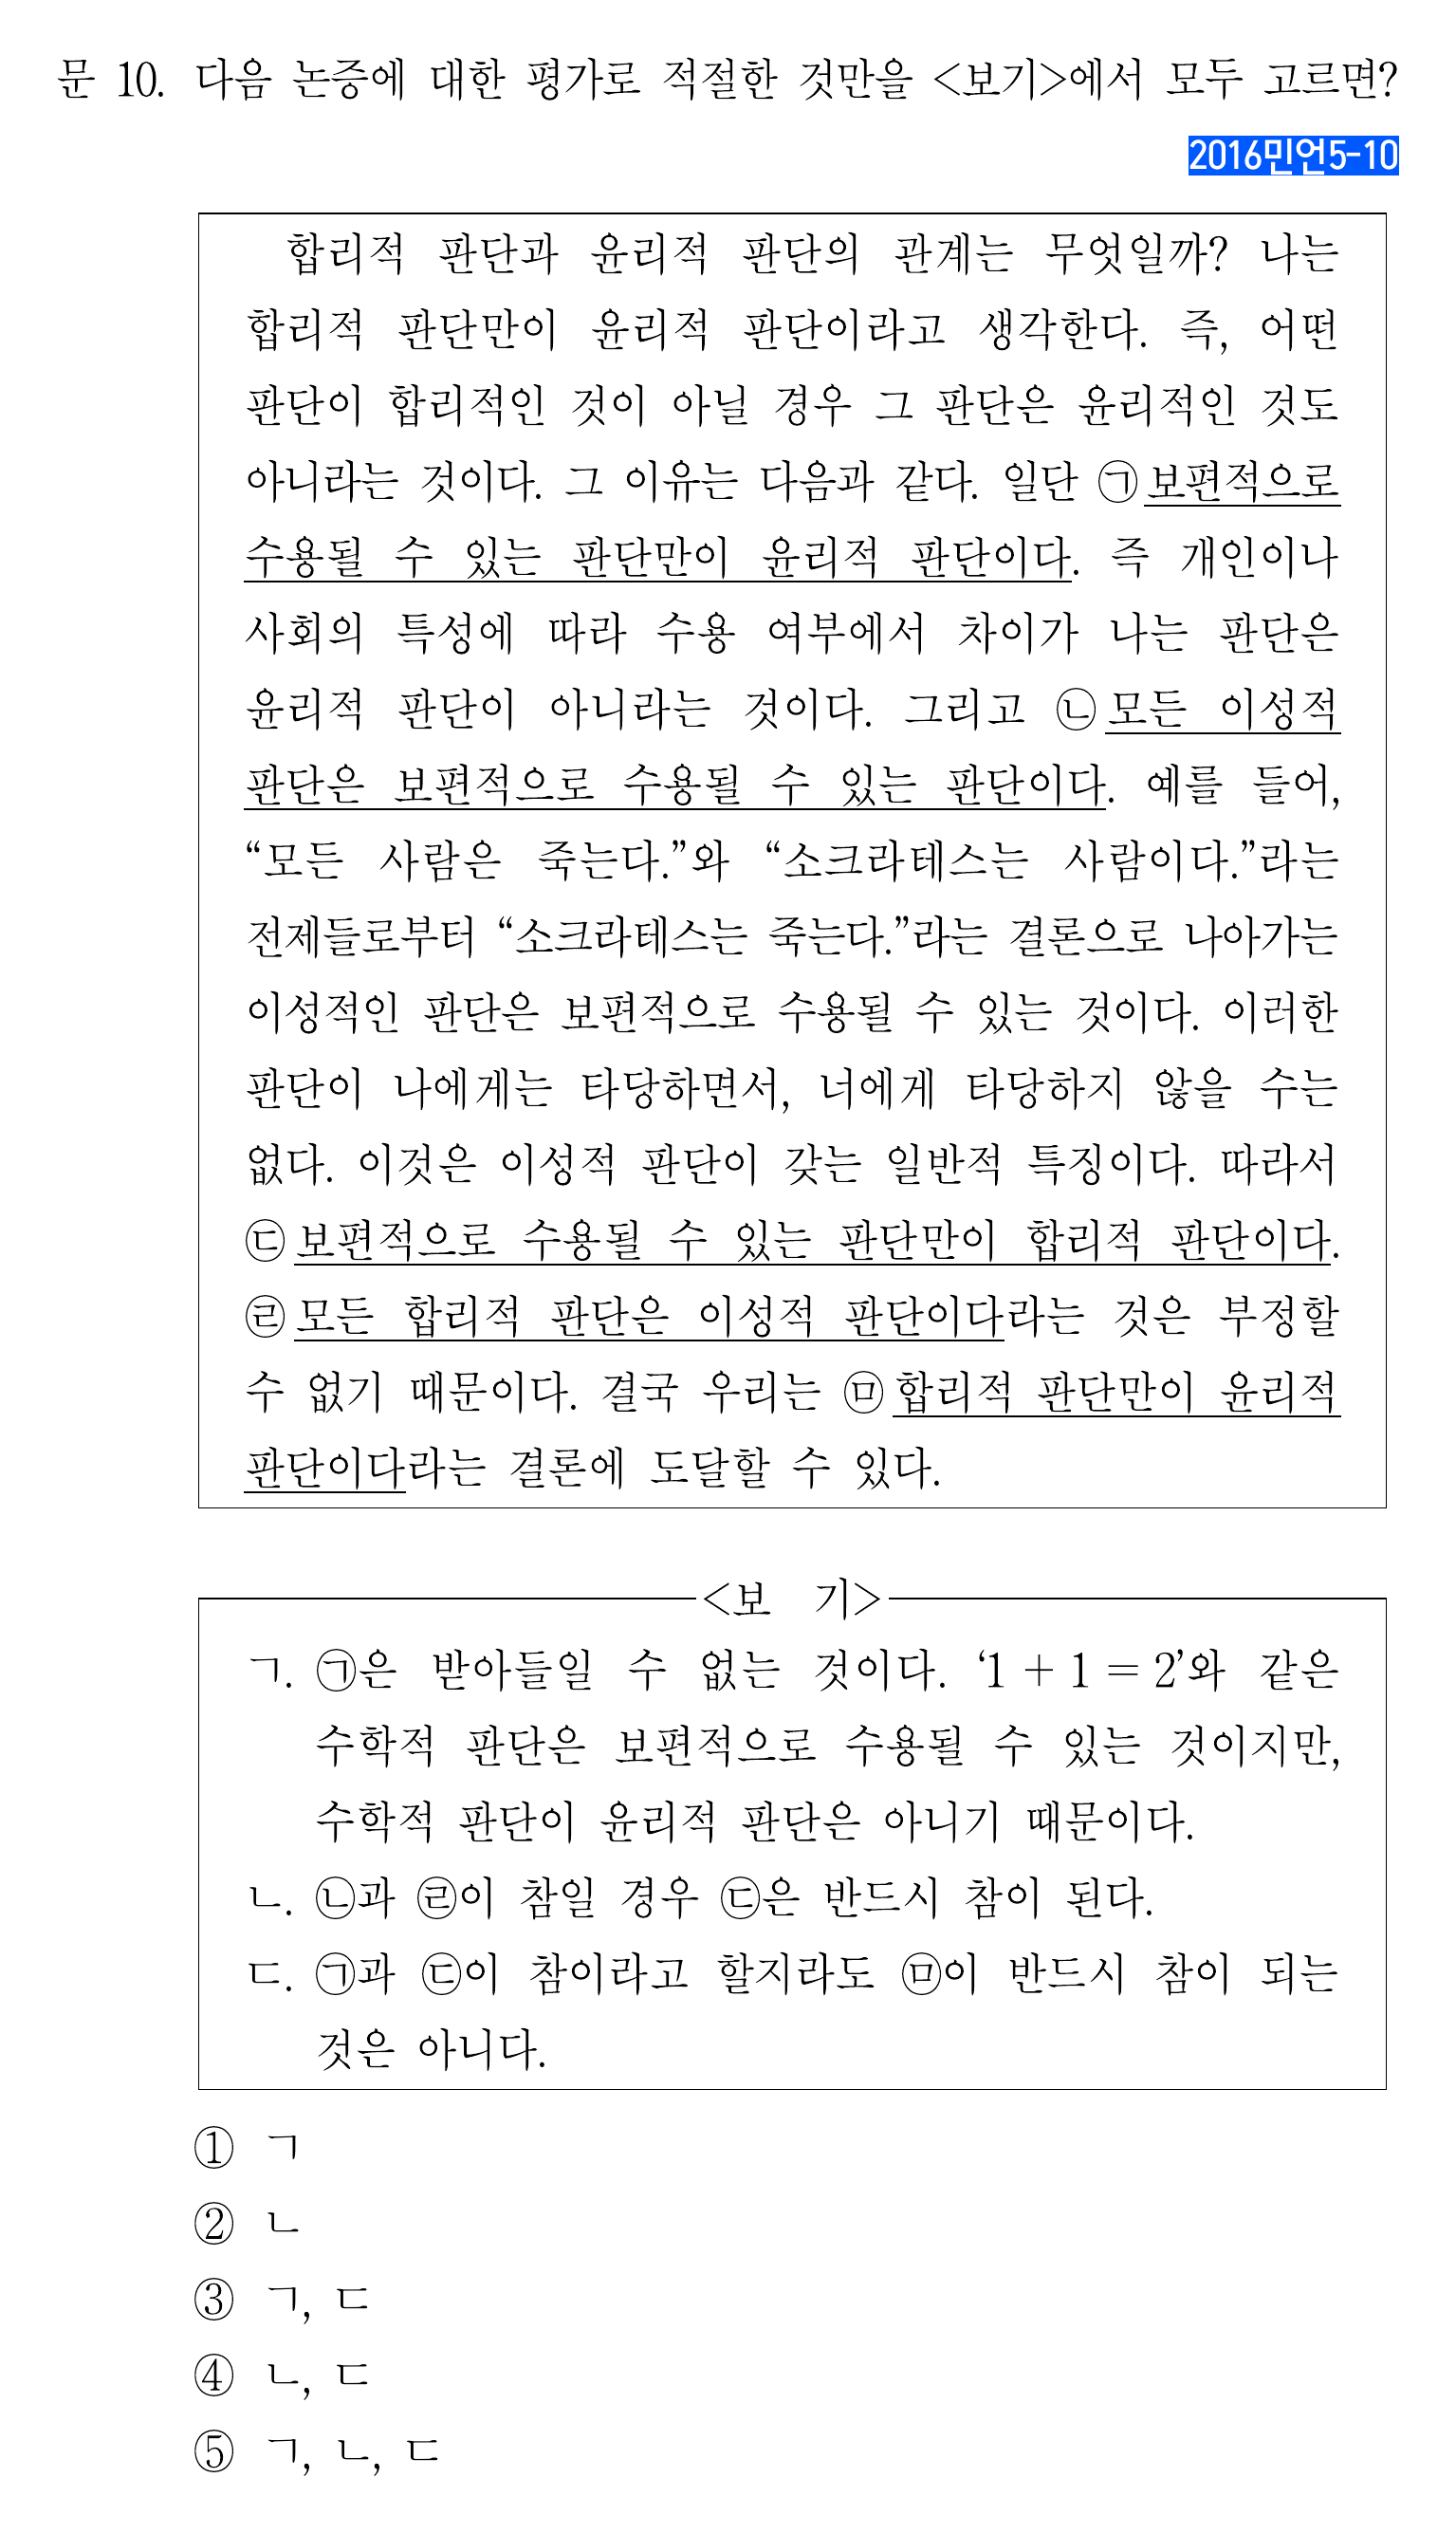 문 10. 다음 논증에 대한 평가로 적절한 것만을 <보기>에서 모두 고르면?
2016민언5-10
합리적 판단과 윤리적 판단의 관계는 무엇일까? 나는
합리적 판단만이 윤리적 판단이라고 생각한다. 즉, 어떤
판단이 합리적인 것이 아닐 경우 그 판단은 윤리적인 것도
아니라는 것이다. 그 이유는 다음과 같다. 일단 ㉠보편적으로
수용될 수 있는 판단만이 윤리적 판단이다. 즉 개인이나
사회의 특성에 따라 수용 여부에서 차이가 나는 판단은
윤리적 판단이 아니라는 것이다. 그리고 ㉡모든 이성적
판단은 보편적으로 수용될 수 있는 판단이다. 예를 들어,
“모든 사람은 죽는다.”와 “소크라테스는 사람이다.”라는
전제들로부터 “소크라테스는 죽는다.”라는 결론으로 나아가는
이성적인 판단은 보편적으로 수용될 수 있는 것이다. 이러한
판단이 나에게는 타당하면서, 너에게 타당하지 않을 수는
없다. 이것은 이성적 판단이 갖는 일반적 특징이다. 따라서
㉢보편적으로 수용될 수 있는 판단만이 합리적 판단이다.
㉣모든 합리적 판단은 이성적 판단이다라는 것은 부정할
수 없기 때문이다. 결국 우리는 ㉤합리적 판단만이 윤리적
판단이다라는 결론에 도달할 수 있다.
<보 기>
ㄱ. ㉠은 받아들일 수 없는 것이다. ‘1 + 1 = 2’와 같은
수학적 판단은 보편적으로 수용될 수 있는 것이지만,
수학적 판단이 윤리적 판단은 아니기 때문이다.
ㄴ. ㉡과 ㉣이 참일 경우 ㉢은 반드시 참이 된다.
ㄷ. ㉠과 ㉢이 참이라고 할지라도 ㉤이 반드시 참이 되는
것은 아니다.
① ㄱ
② ㄴ
③ ㄱ, ㄷ
④ ㄴ, ㄷ
⑤ ㄱ, ㄴ, ㄷ